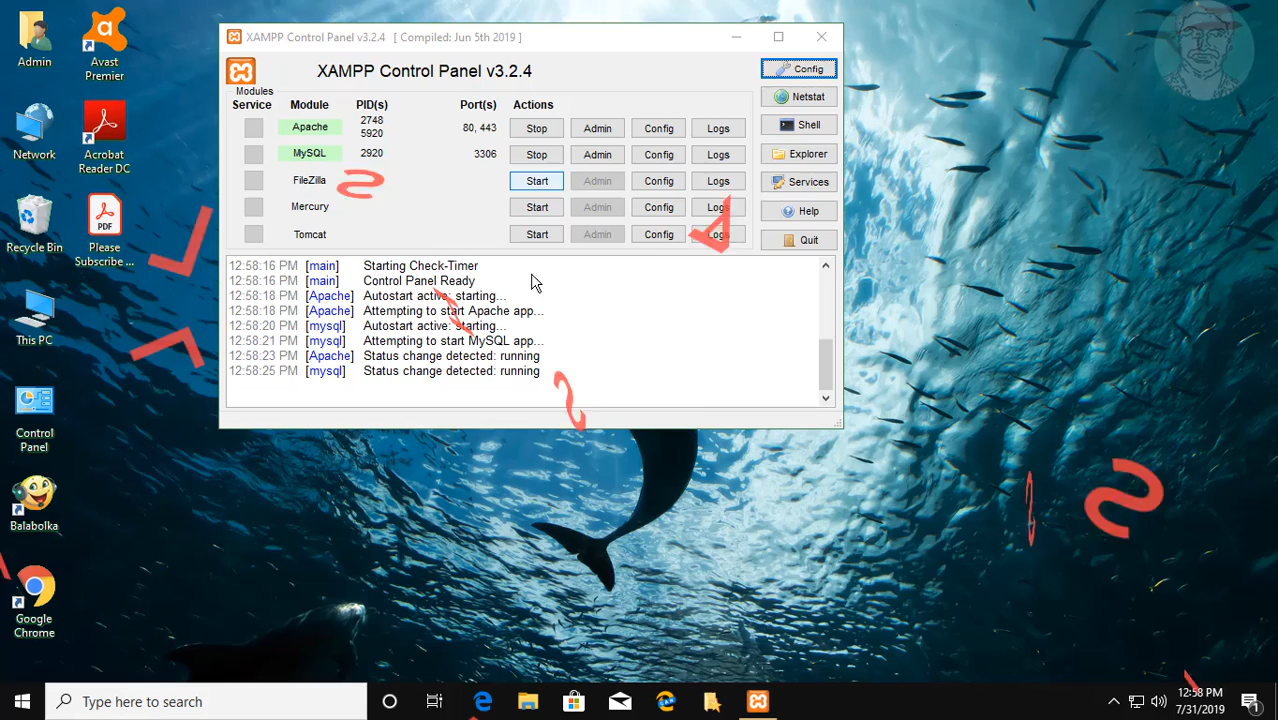 Admin
Avast
Premier
Network
Acrobat
Reader DC
Recycle Bin
PDF
Please
Subscribe ...
This PC
Control
Panel
Balabolka
Google
Chrome
XAMPP Control Panel v3.2.4 [ Compiled: Jun 5th 2019 ]
XAMPP Control Panel v3.2.4
Config
Modules
Service Module PID(s) Port(s) Actions
Netstat
Apache 2748 5920 80, 443 Stop Admin Config Logs
Shell
MySQL 2920 3306 Stop Admin Config Logs
Explorer
FileZilla Start Admin Config Logs
Services
Mercury Start Admin Config Logs
Help
Tomcat Start Admin Config Logs
Quit
12:58:16 PM [main] Starting Check-Timer
12:58:16 PM [main] Control Panel Ready
12:58:18 PM [Apache] Autostart active: starting...
12:58:18 PM [Apache] Attempting to start Apache app...
12:58:20 PM [mysql] Autostart active: starting...
12:58:21 PM [mysql] Attempting to start MySQL app...
12:58:23 PM [Apache] Status change detected: running
12:58:25 PM [mysql] Status change detected: running
Type here to search
12:58 PM
7/31/2019
1